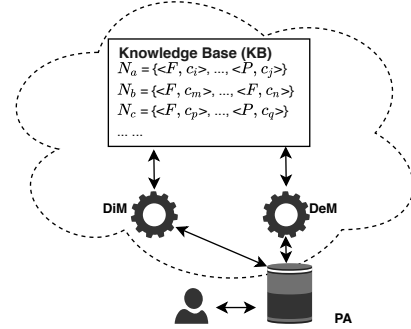 Knowledge Base (KB)
N_a = {<F, c_i>, ..., <P, c_j>}
N_b = {<F, c_m>, ..., <F, c_n>}
N_c = {<F, c_p>, ..., <P, c_q>}
... ...
DiM
DeM
PA